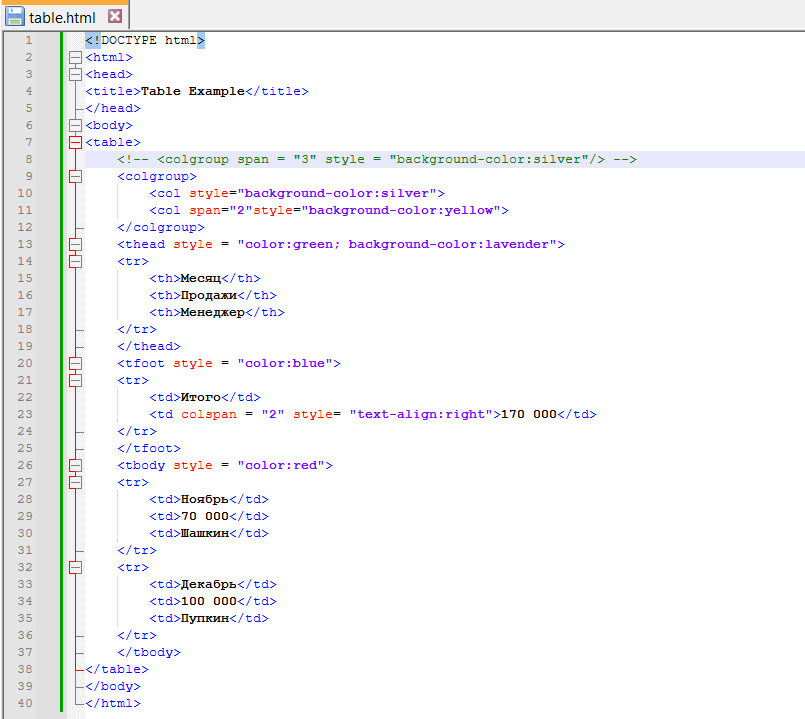 table.html
1 <!DOCTYPE html>
2 <html>
3 <head>
4 <title>Table Example</title>
5 </head>
6 <body>
7 <table>
8 <!-- <colgroup span = "3" style = "background-color:silver"/> -->
9 <colgroup>
10 <col style="background-color:silver">
11 <col span="2"style="background-color:yellow">
12 </colgroup>
13 <thead style = "color:green; background-color:lavender">
14 <tr>
15 <th>Месяц</th>
16 <th>Продажи</th>
17 <th>Менеджер</th>
18 </tr>
19 </thead>
20 <tfoot style = "color:blue">
21 <tr>
22 <td>Итого</td>
23 <td colspan = "2" style= "text-align:right">170 000</td>
24 </tr>
25 </tfoot>
26 <tbody style = "color:red">
27 <tr>
28 <td>Ноябрь</td>
29 <td>70 000</td>
30 <td>Шашкин</td>
31 </tr>
32 <tr>
33 <td>Декабрь</td>
34 <td>100 000</td>
35 <td>Пупкин</td>
36 </tr>
37 </tbody>
38 </table>
39 </body>
40 </html>